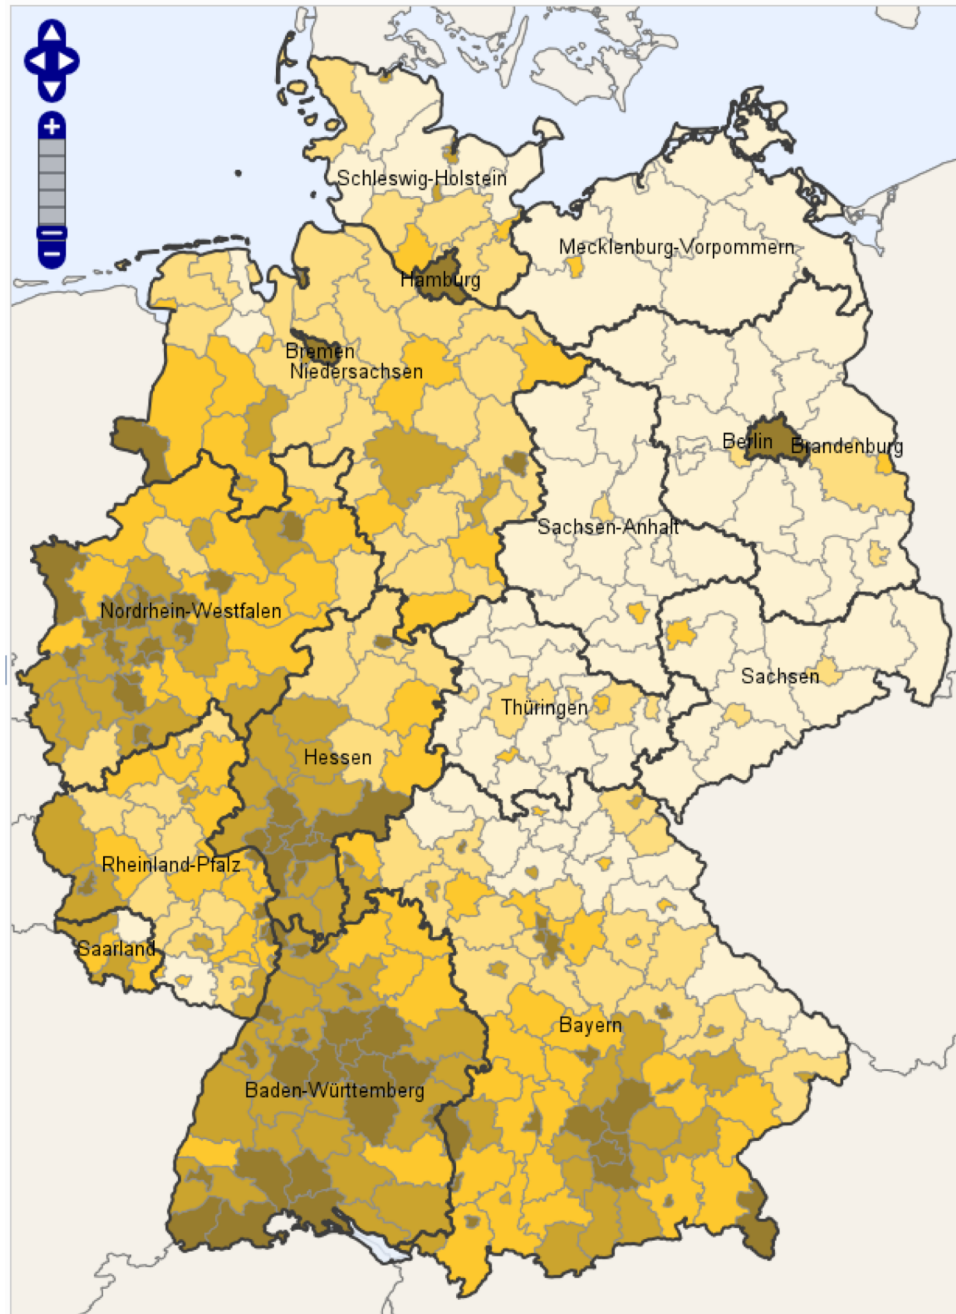 Schleswig-Holstein
Mecklenburg-Vorpommern
Hamburg
Bremen
Niedersachsen
Berlin
Brandenburg
Sachsen-Anhalt
Nordrhein-Westfalen
Sachsen
Thüringen
Hessen
Rheinland-Pfalz
Saarland
Bayern
Baden-Württemberg